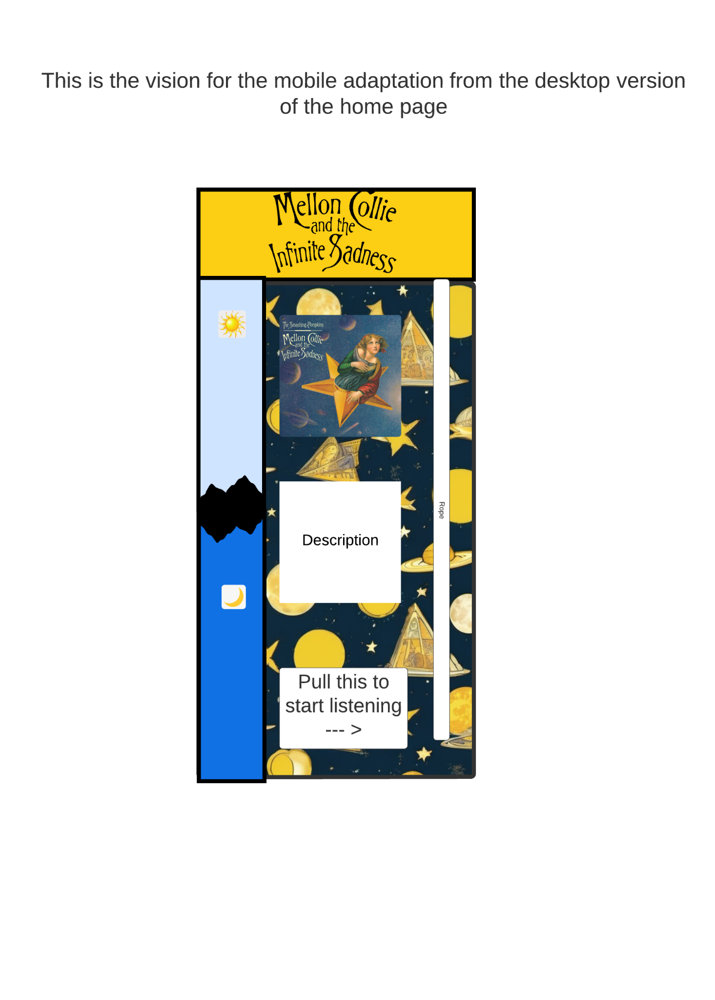 This is the vision for the mobile adaptation from the desktop version
of the home page
Mellon Collie
and the
Infinite Sadness
The Smashing Pumpkins
Mellon Collie
and the
Infinite Sadness
Rope
Description
Pull this to
start listening
--- >